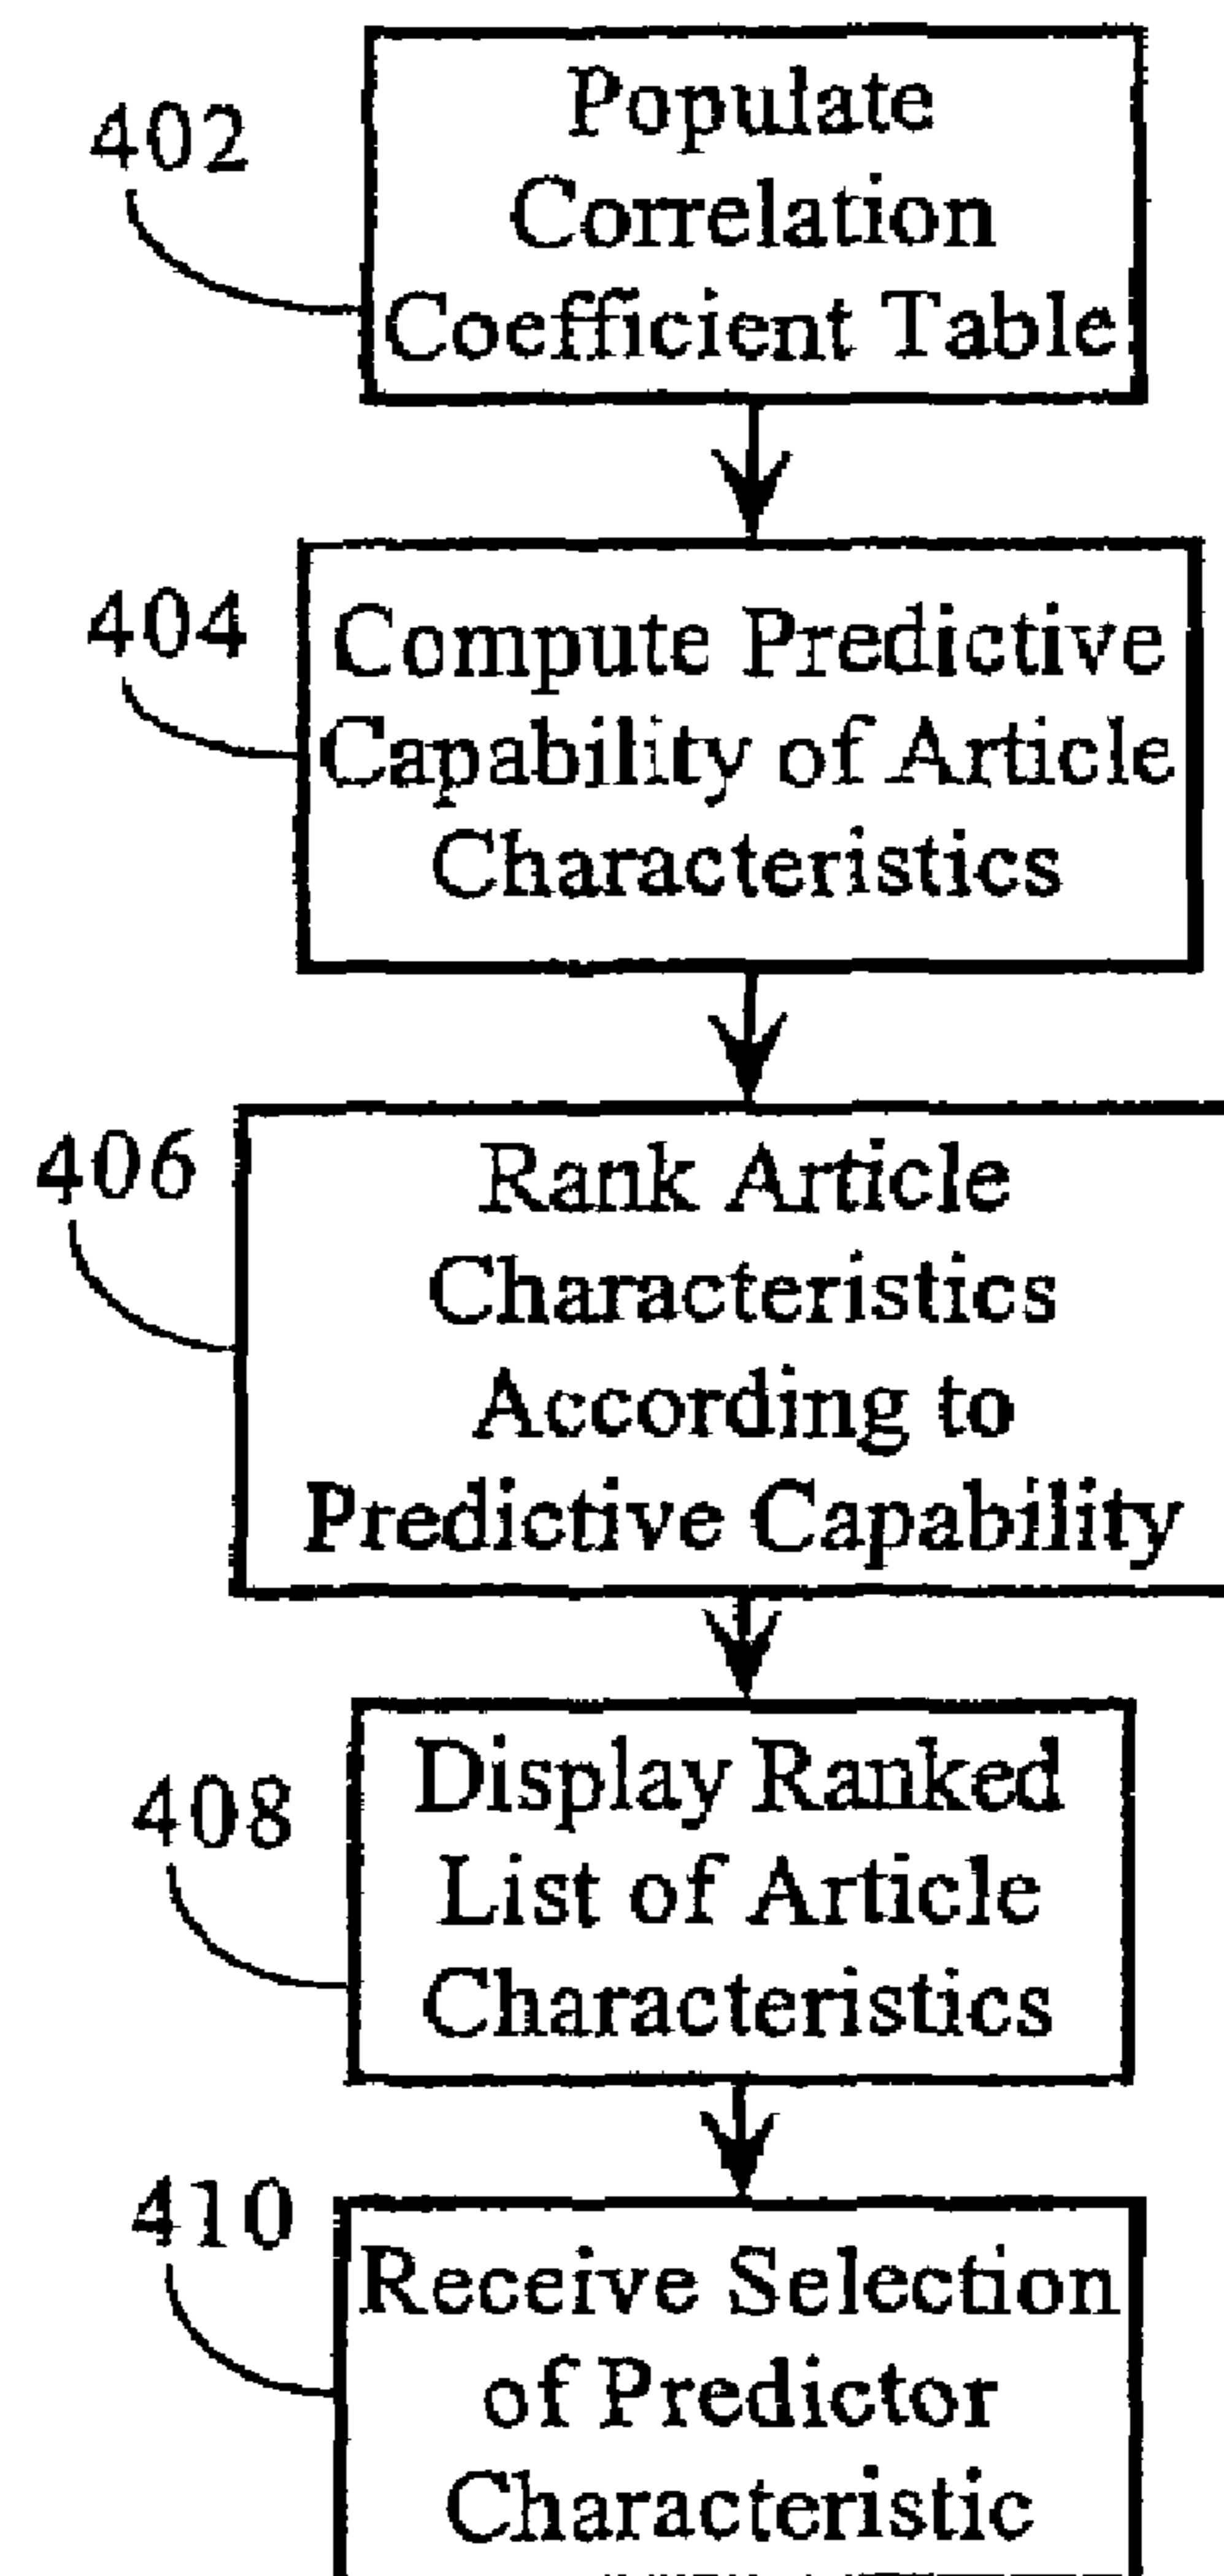 402
Populate
Correlation
Coefficient Table
404
Compute Predictive
Capability of Article
Characteristics
406
Rank Article
Characteristics
According to
Predictive Capability
408
Display Ranked
List of Article
Characteristics
410
Receive Selection
of Predictor
Characteristic